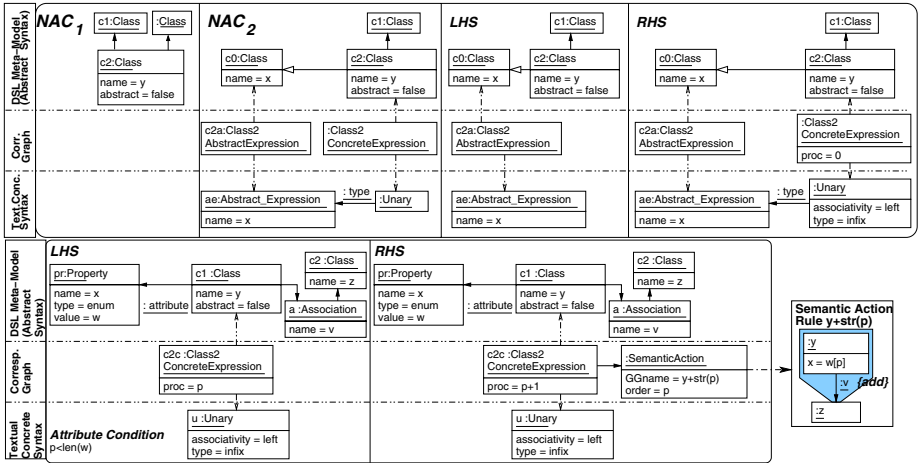 DSL Meta-Model
(Abstract Syntax)
Corr.
Graph
Text.Conc.
Syntax
NAC1
c1:Class
:Class
c2:Class
name = y
abstract = false
NAC2
c1:Class
c0:Class
name = x
c2:Class
name = y
abstract = false
c2a:Class2
AbstractExpression
:Class2
ConcreteExpression
ae:Abstract_Expression
name = x
: type
:Unary
LHS
c1:Class
c0:Class
name = x
c2:Class
name = y
abstract = false
c2a:Class2
AbstractExpression
ae:Abstract_Expression
name = x
RHS
c1:Class
c0:Class
name = x
c2:Class
name = y
abstract = false
c2a:Class2
AbstractExpression
:Class2
ConcreteExpression
proc = 0
ae:Abstract_Expression
name = x
: type
:Unary
associativity = left
type = infix
DSL Meta-Model
(Abstract
Syntax)
Corresp.
Graph
Textual
Concrete
Syntax
LHS
pr:Property
name = x
type = enum
value = w
: attribute
c1 :Class
name = y
abstract = false
c2 :Class
name = z
a :Association
name = v
c2c :Class2
ConcreteExpression
proc = p
u :Unary
associativity = left
type = infix
Attribute Condition
p<len(w)
RHS
pr:Property
name = x
type = enum
value = w
: attribute
c1 :Class
name = y
abstract = false
c2 :Class
name = z
a :Association
name = v
c2c :Class2
ConcreteExpression
proc = p+1
:SemanticAction
GGname = y+str(p)
order = p
u :Unary
associativity = left
type = infix
Semantic Action
Rule y+str(p)
:y
x = w[p]
:v {add}
:z